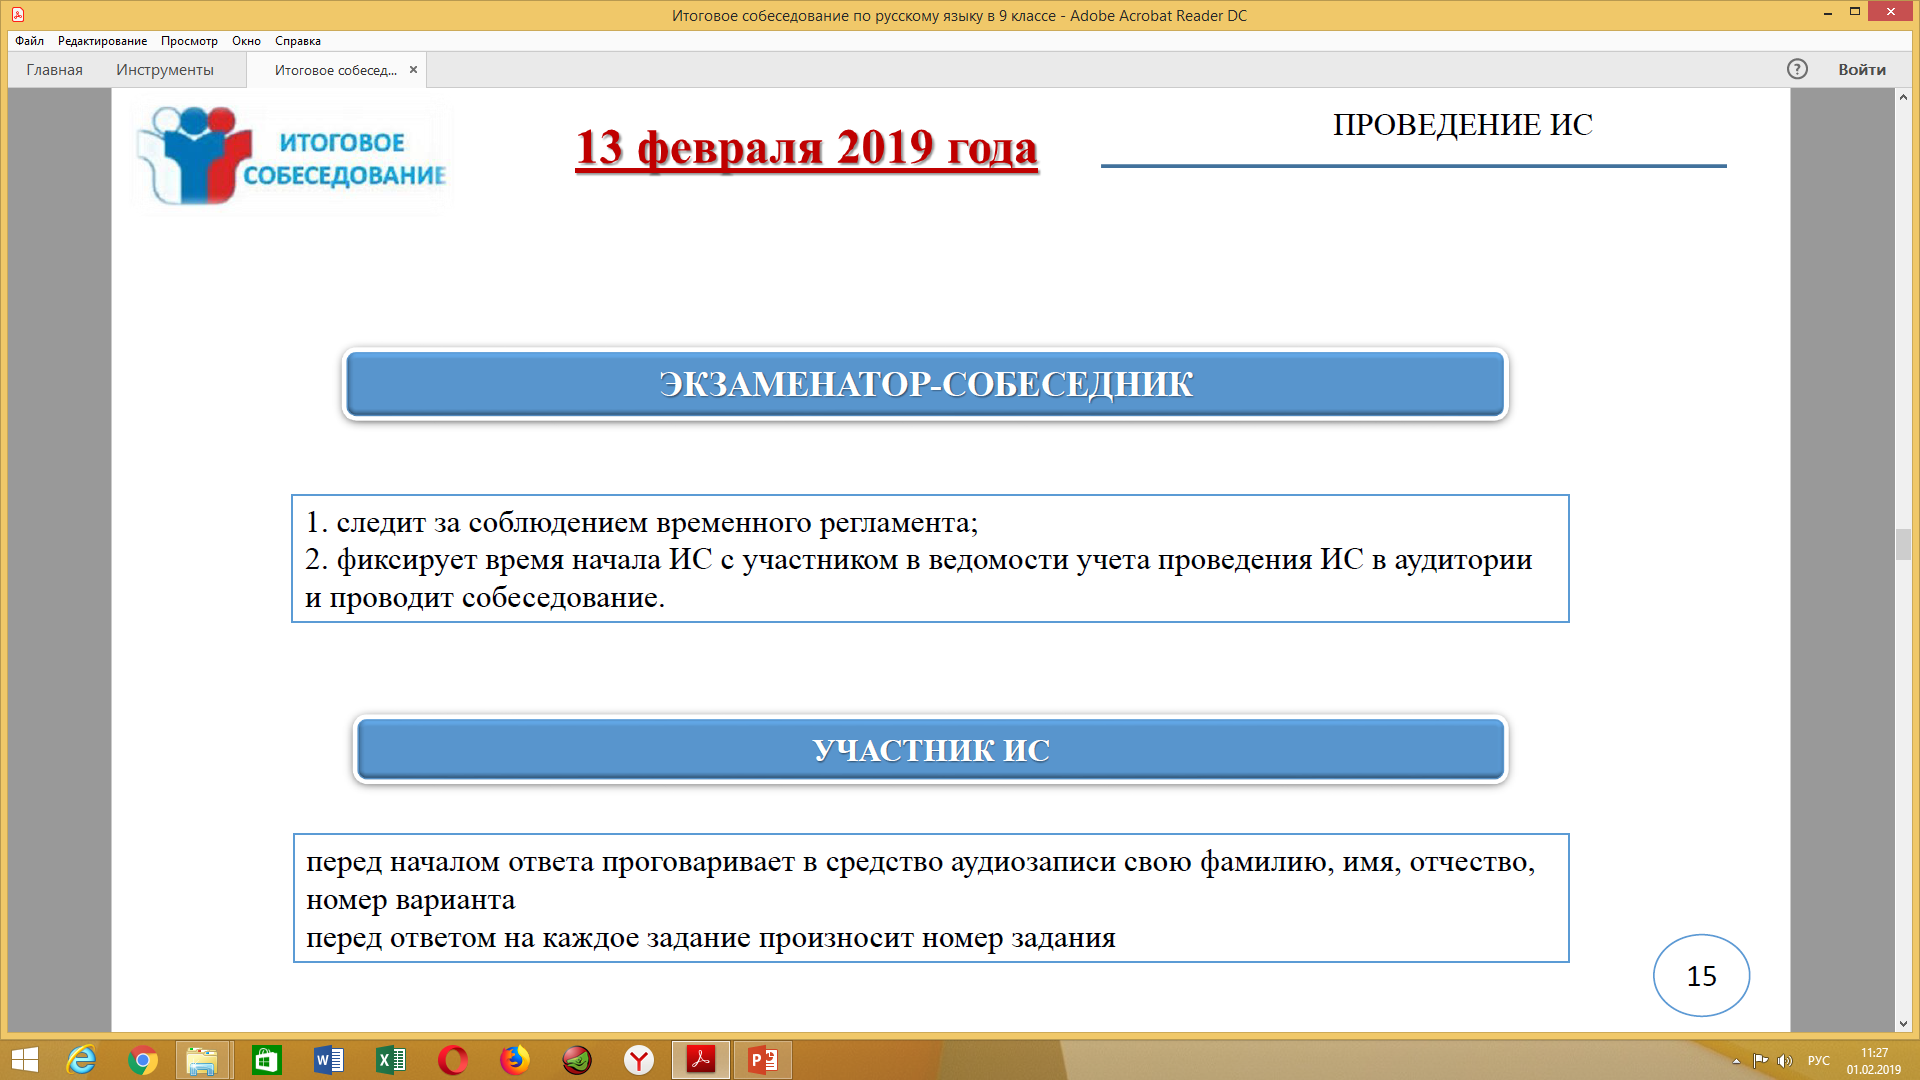 Итоговое собеседование по русскому языку в 9 классе - Adobe Acrobat Reader DC
Файл Редактирование Просмотр Окно Справка
Главная Инструменты Итоговое собесед... × ? Войти
ИТОГОВОЕ
СОБЕСЕДОВАНИЕ
13 февраля 2019 года
ПРОВЕДЕНИЕ ИС
ЭКЗАМЕНАТОР-СОБЕСЕДНИК
1. следит за соблюдением временного регламента;
2. фиксирует время начала ИС с участником в ведомости учета проведения ИС в аудитории
и проводит собеседование.
УЧАСТНИК ИС
перед началом ответа проговаривает в средство аудиозаписи свою фамилию, имя, отчество,
номер варианта
перед ответом на каждое задание произносит номер задания
15
РУС
11:27
01.02.2019